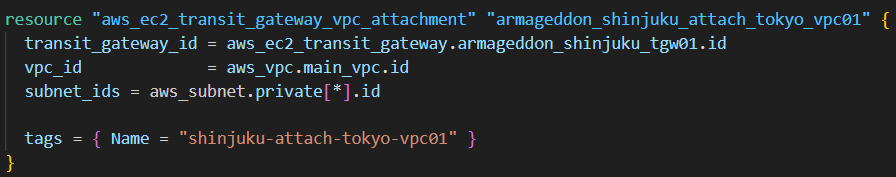 resource "aws_ec2_transit_gateway_vpc_attachment" "armageddon_shinjuku_attach_tokyo_vpc01" {
  transit_gateway_id = aws_ec2_transit_gateway.armageddon_shinjuku_tgw01.id
  vpc_id             = aws_vpc.main_vpc.id
  subnet_ids = aws_subnet.private[*].id

  tags = { Name = "shinjuku-attach-tokyo-vpc01" }
}